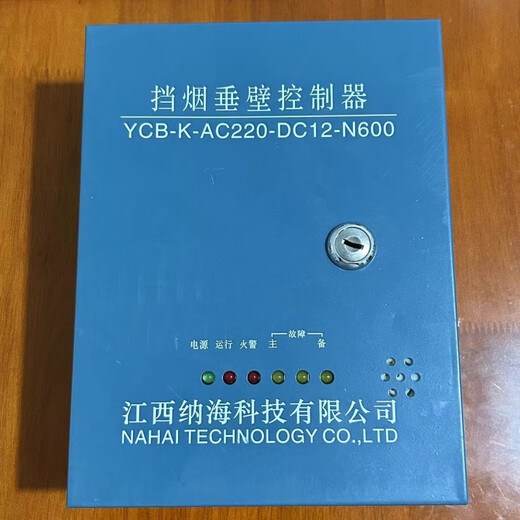 挡烟垂壁控制器
YCB-K-AC220-DC12-N600
故障
电源 运行 火警 主 备
江西纳海科技有限公司
NAHAI TECHNOLOGY CO.,LTD